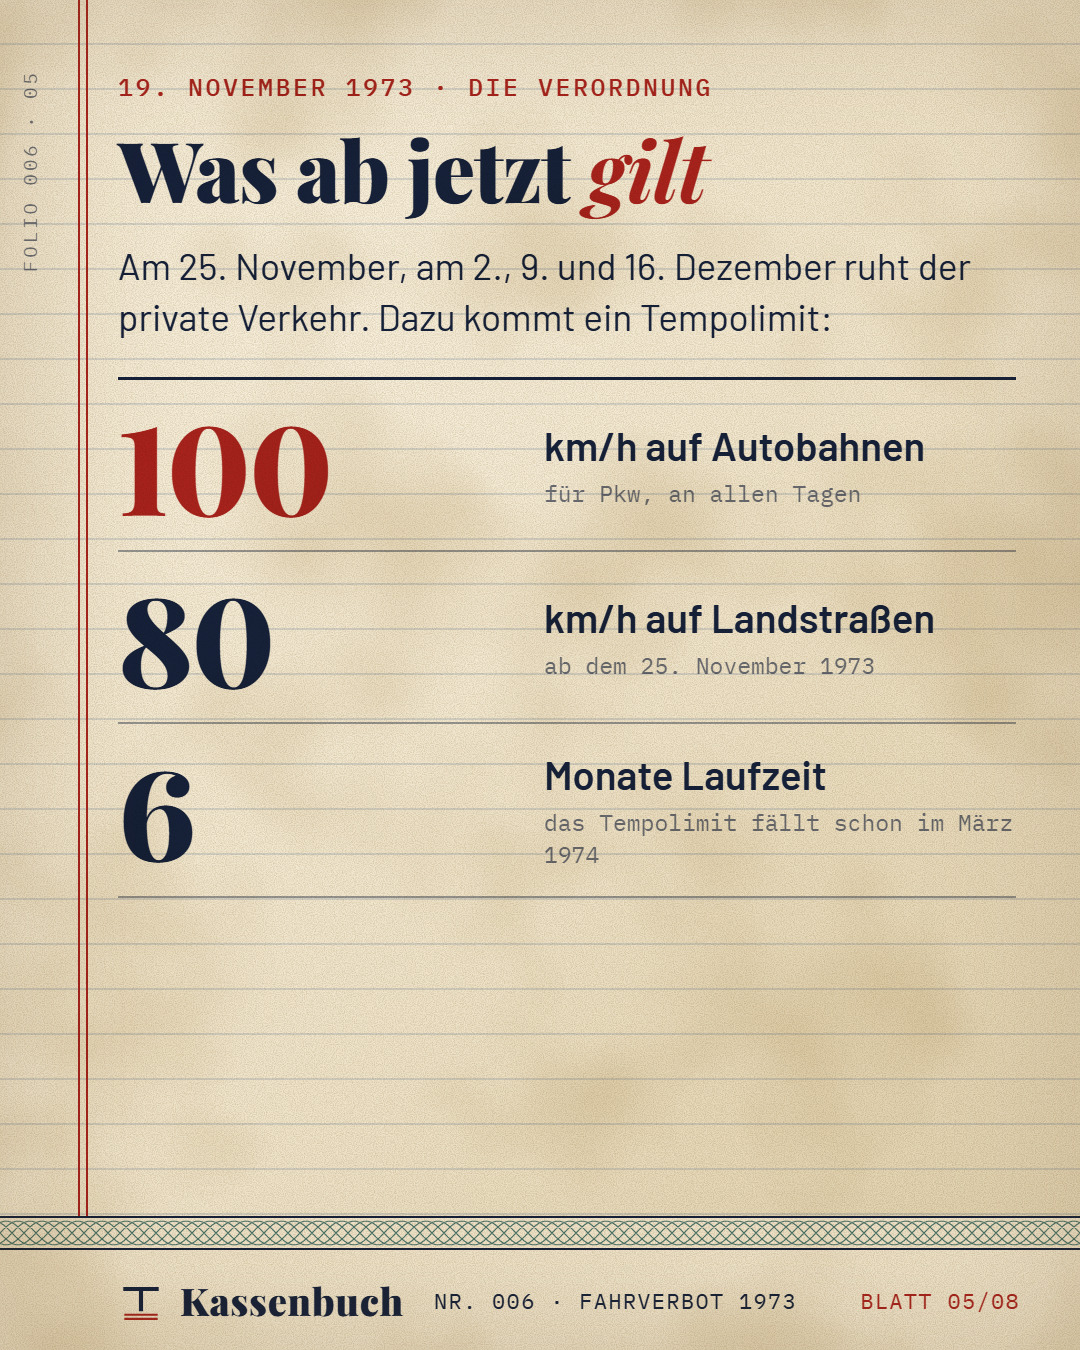 FOLIO 006 · 05
19. NOVEMBER 1973 · DIE VERORDNUNG
Was ab jetzt gilt
Am 25. November, am 2., 9. und 16. Dezember ruht der
private Verkehr. Dazu kommt ein Tempolimit:
100
km/h auf Autobahnen
für Pkw, an allen Tagen
80
km/h auf Landstraßen
ab dem 25. November 1973
6
Monate Laufzeit
das Tempolimit fällt schon im März
1974
Kassenbuch NR. 006 · FAHRVERBOT 1973 BLATT 05/08